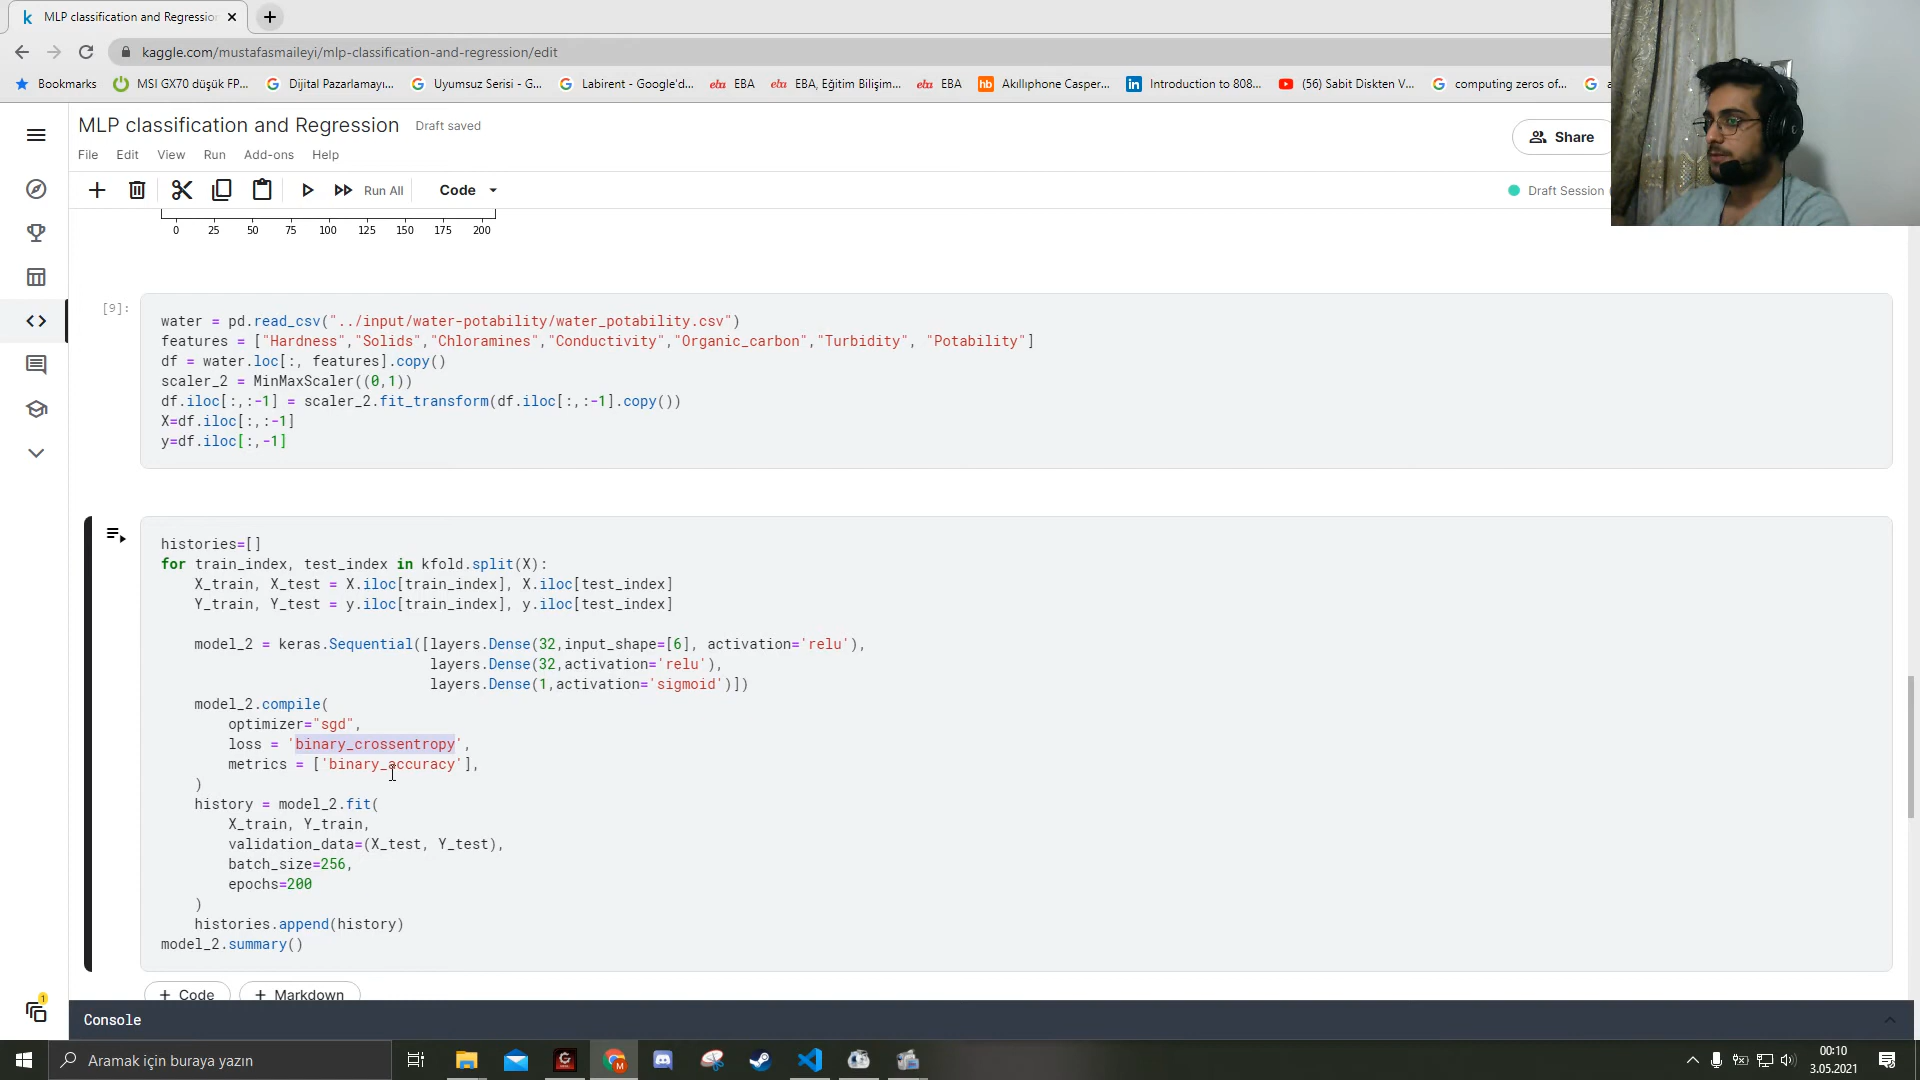 MLP classification and Regression
kaggle.com/mustafasmaileyi/mlp-classification-and-regression/edit
Bookmarks
MSI GX70 düşük FP...
Dijital Pazarlamayı...
Uyumsuz Serisi - G...
Labirent - Google'd...
eba EBA
eba EBA, Eğitim Bilişim...
eba EBA
hb Akıllıphone Casper...
in Introduction to 808...
(56) Sabit Diskten V...
computing zeros of...
MLP classification and Regression
Draft saved
Share
File Edit View Run Add-ons Help
Run All
Code
Draft Session
0 25 50 75 100 125 150 175 200
[9]:
water = pd.read_csv("../input/water-potability/water_potability.csv")
features = ["Hardness","Solids","Chloramines","Conductivity","Organic_carbon","Turbidity", "Potability"]
df = water.loc[:, features].copy()
scaler_2 = MinMaxScaler((0,1))
df.iloc[:,:-1] = scaler_2.fit_transform(df.iloc[:,:-1].copy())
X=df.iloc[:,:-1]
y=df.iloc[:,-1]
histories=[]
for train_index, test_index in kfold.split(X):
    X_train, X_test = X.iloc[train_index], X.iloc[test_index]
    Y_train, Y_test = y.iloc[train_index], y.iloc[test_index]
    model_2 = keras.Sequential([layers.Dense(32,input_shape=[6], activation='relu'),
                                layers.Dense(32,activation='relu'),
                                layers.Dense(1,activation='sigmoid')])
    model_2.compile(
        optimizer="sgd",
        loss = 'binary_crossentropy',
        metrics = ['binary_accuracy'],
    )
    history = model_2.fit(
        X_train, Y_train,
        validation_data=(X_test, Y_test),
        batch_size=256,
        epochs=200
    )
    histories.append(history)
model_2.summary()
+ Code
+ Markdown
Console
1
Aramak için buraya yazın
00:10
3.05.2021